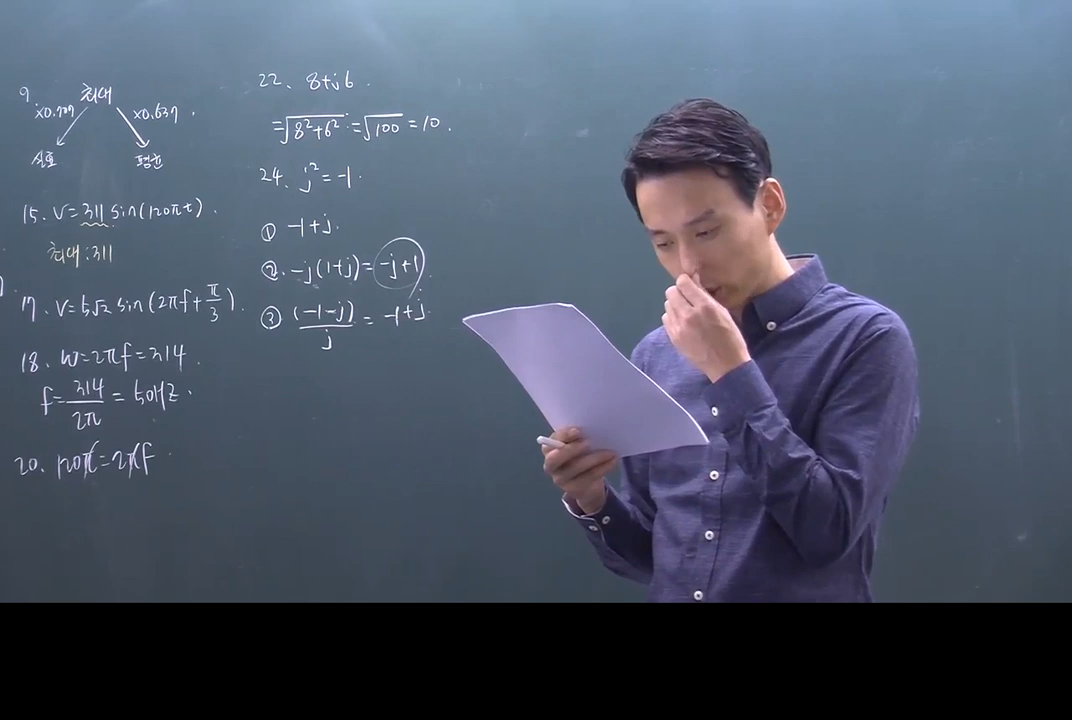 9
최대
×0.707 ×0.637 .
실효 평균
15. V=311 sin(120πt) .
최대:311
17. V=5√2 sin(2πf+π/3) .
18. W=2πf=314 .
f=314/2π = 50Hz .
20. 120π=2πf .
22. 8+j6 .
=√8²+6² =√100 =10 .
24. j²=-1 .
① -1+j.
②. -j(1+j)= -j+1 .
③ (-1-j)/j = -1+j .